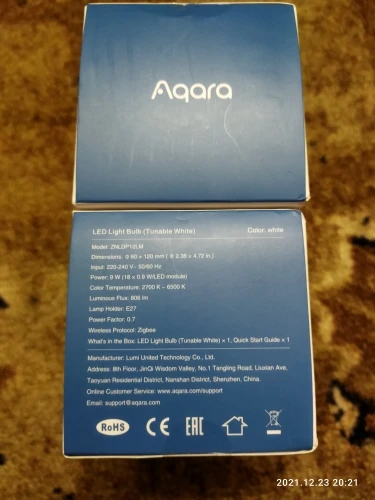 Aqara
LED Light Bulb (Tunable White) Color: white
Model: ZNLDP12LM
Dimensions: Φ 60 × 120 mm ( Φ 2.36 × 4.72 in.)
Input: 220-240 V~ 50/60 Hz
Power: 9 W (18 × 0.9 W/LED module)
Color Temperature: 2700 K – 6500 K
Luminous Flux: 806 lm
Lamp Holder: E27
Power Factor: 0.7
Wireless Protocol: Zigbee
What's in the Box: LED Light Bulb (Tunable White) × 1, Quick Start Guide × 1
Manufacturer: Lumi United Technology Co., Ltd.
Address: 8th Floor, JinQi Wisdom Valley, No.1 Tangling Road, Liuxian Ave,
Taoyuan Residential District, Nanshan District, Shenzhen, China.
Online Customer Service: www.aqara.com/support
Email: support@aqara.com
RoHS CE EAC
2021.12.23 20:21